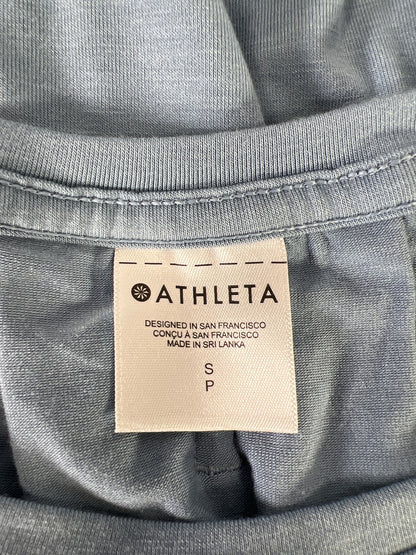 ATHLETA
DESIGNED IN SAN FRANCISCO
CONÇU À SAN FRANCISCO
MADE IN SRI LANKA
S
P